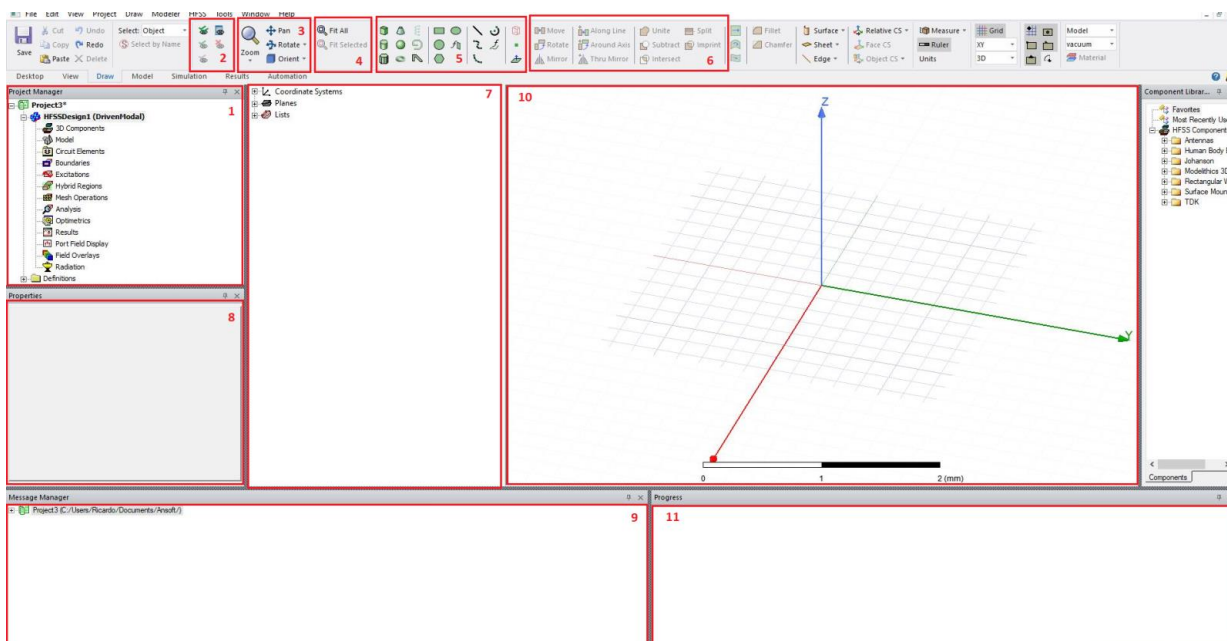 File Edit View Project Draw Modeler HFSS Tools Window Help
Save
Cut
Copy
Paste
Undo
Redo
Delete
Select: Object
Select by Name
2
Zoom
Pan 3
Rotate
Orient
Fit All
Fit Selected
4
5
Move
Rotate
Mirror
Along Line
Around Axis
Thru Mirror
Unite
Subtract
Intersect
Split
Imprint
6
Fillet
Chamfer
Surface
Sheet
Edge
Relative CS
Face CS
Object CS
Measure
Ruler
Units
Grid
XY
3D
Model
vacuum
Material
Desktop View Draw Model Simulation Results Automation
Project Manager
1
Project3*
HFSSDesign1 (DrivenModal)
3D Components
Model
Circuit Elements
Boundaries
Excitations
Hybrid Regions
Mesh Operations
Analysis
Optimetrics
Results
Port Field Display
Field Overlays
Radiation
Definitions
Properties
8
7
Coordinate Systems
Planes
Lists
10
Z
Y
0 1 2 (mm)
Component Librar...
Favorites
Most Recently Use
HFSS Component
Antennas
Human Body
Johanson
Modelithics 3D
Rectangular W
Surface Moun
TDK
Components
Message Manager
Project3 (C:/Users/Ricardo/Documents/Ansoft/)
9
Progress
11